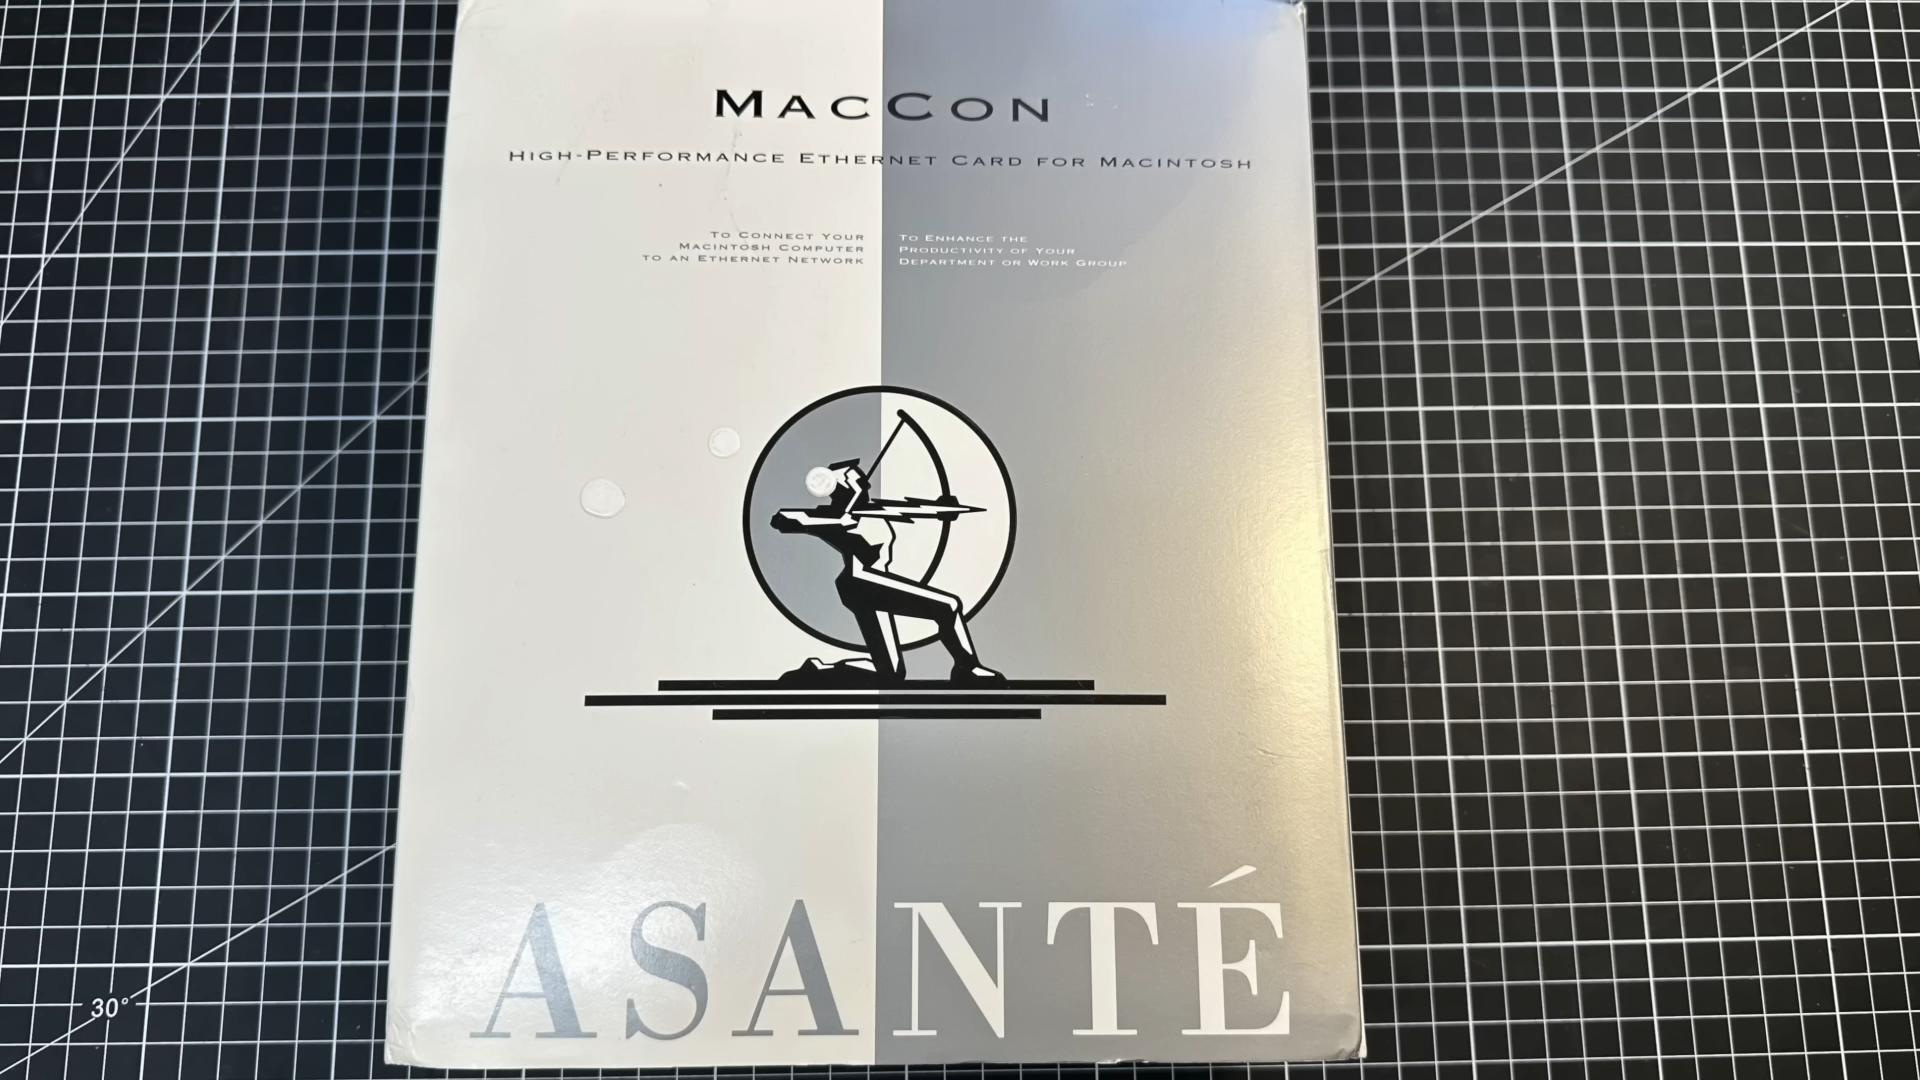 MacCon
High-Performance Ethernet Card for Macintosh
To Connect Your
Macintosh Computer
to an Ethernet Network
To Enhance the
Productivity of Your
Department or Work Group
ASANTÉ
30°